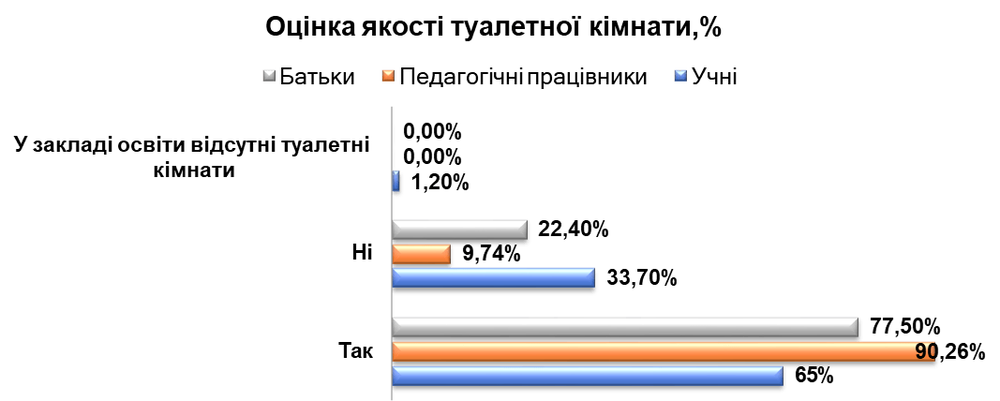 Оцінка якості туалетної кімнати,%
Батьки Педагогічні працівники Учні
У закладі освіти відсутні туалетні
кімнати
0,00%
0,00%
1,20%
Ні
22,40%
9,74%
33,70%
Так
77,50%
90,26%
65%